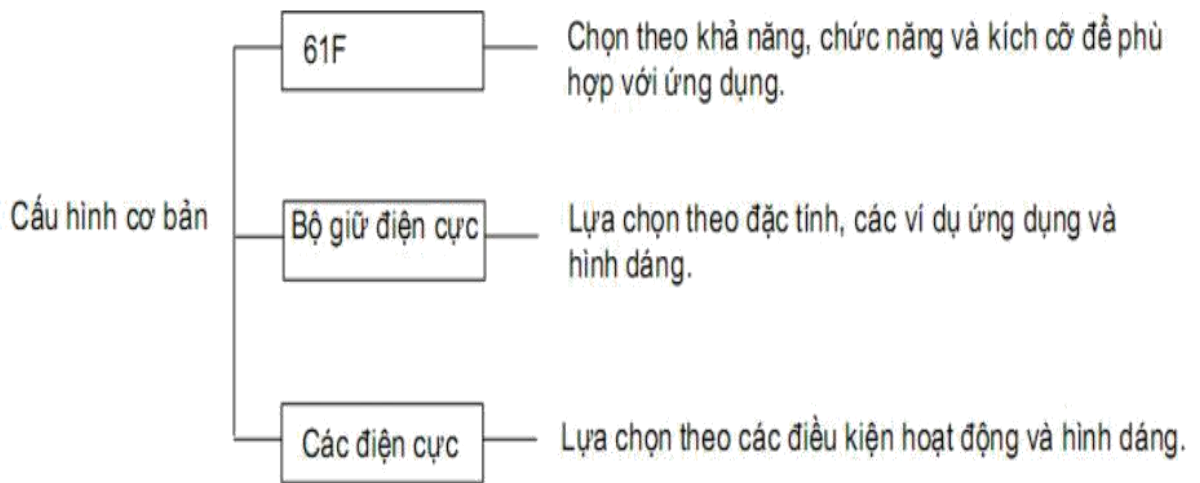 61F
Chọn theo khả năng, chức năng và kích cỡ để phù
hợp với ứng dụng.
Cấu hình cơ bản
Bộ giữ điện cực
Lựa chọn theo đặc tính, các ví dụ ứng dụng và
hình dáng.
Các điện cực
Lựa chọn theo các điều kiện hoạt động và hình dáng.